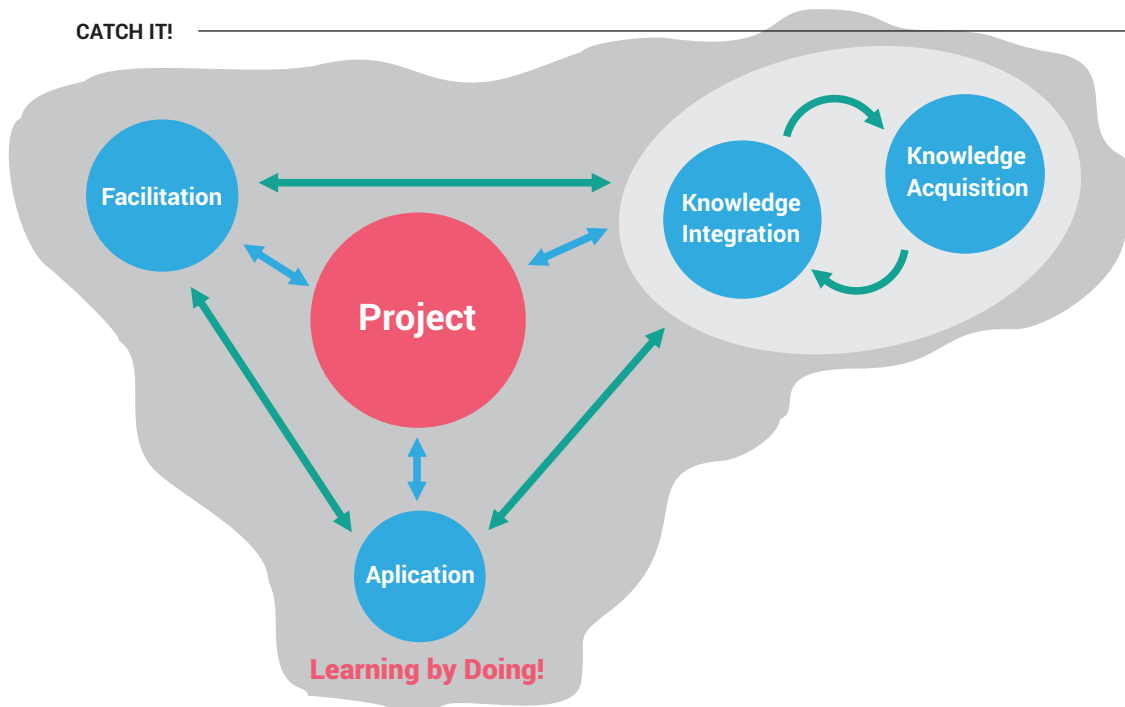 CATCH IT!
Facilitation
Project
Knowledge
Integration
Knowledge
Acquisition
Aplication
Learning by Doing!